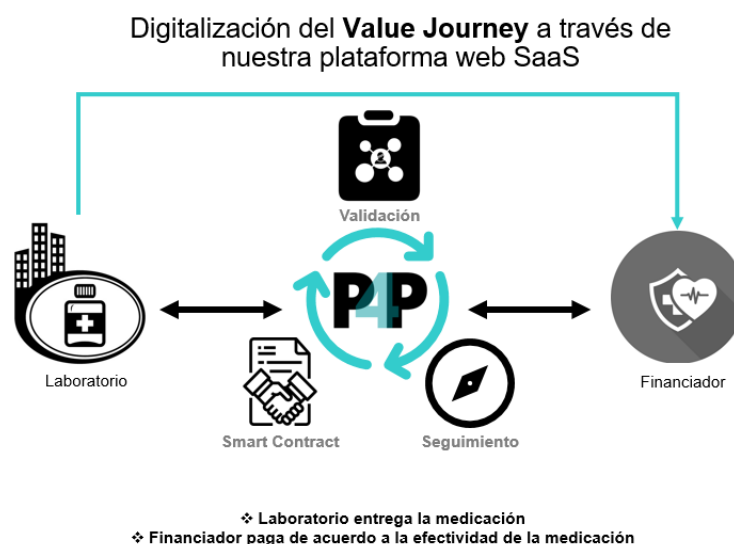 Digitalización del Value Journey a través de
nuestra plataforma web SaaS
Validación
P4P
Laboratorio
Financiador
Smart Contract
Seguimiento
❖ Laboratorio entrega la medicación
❖ Financiador paga de acuerdo a la efectividad de la medicación